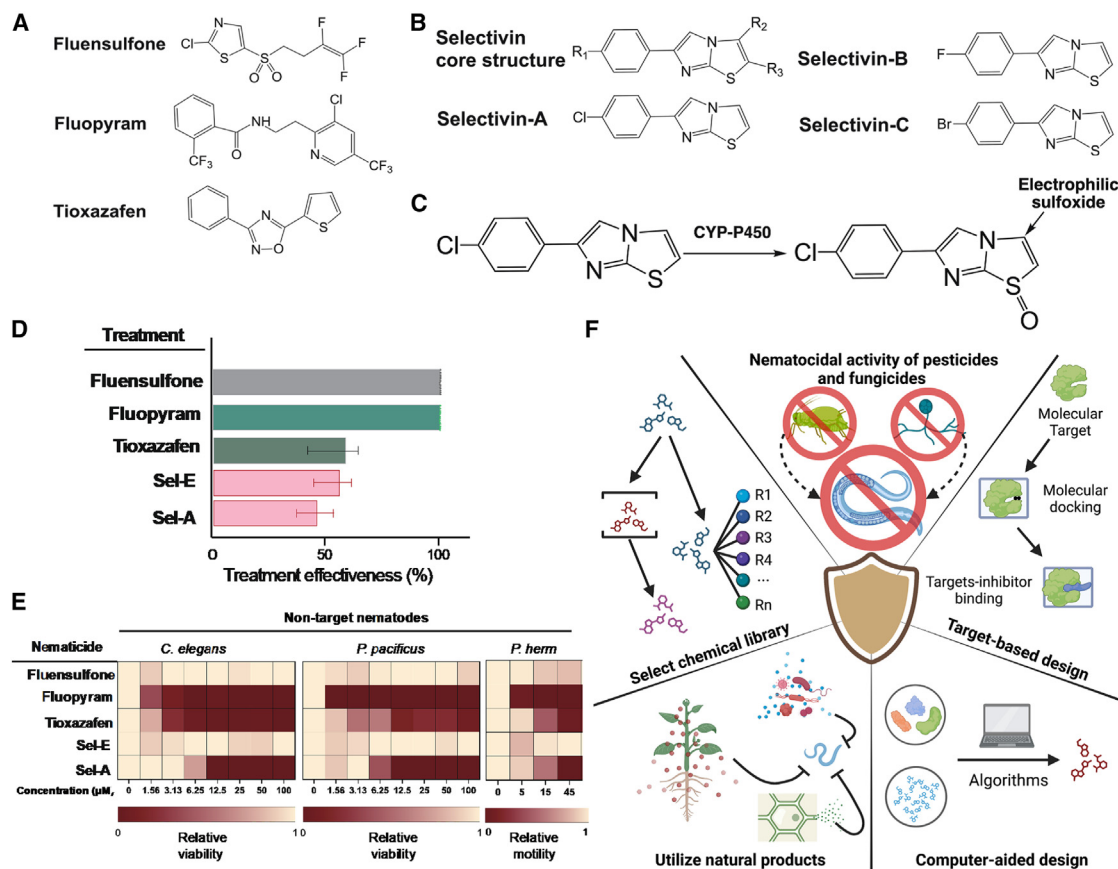 A
Fluensulfone
N
Cl
S
S
O O
F
F
F
Fluopyram
NH
O
CF3
Cl
N
CF3
Tioxazafen
N
N
O
S
B
Selectivin
core structure
R1
N
N
S
R2
R3
Selectivin-A
Cl
N
N
S
Selectivin-B
F
N
N
S
Selectivin-C
Br
N
N
S
C
Cl
N
N
S
CYP-P450
Electrophilic
sulfoxide
Cl
N
N
S
O
D
Treatment
Fluensulfone
Fluopyram
Tioxazafen
Sel-E
Sel-A
0 50 100
Treatment effectiveness (%)
E
Non-target nematodes
Nematicide
C. elegans P. pacificus P. herm
Fluensulfone
Fluopyram
Tioxazafen
Sel-E
Sel-A
Concentration (µM,
0 1.56 3.13 6.25 12.5 25 50 100 0 1.56 3.13 6.25 12.5 25 50 100 0 5 15 45
0 1 0 1 0 1
Relative
viability
Relative
viability
Relative
motility
F
Nematocidal activity of pesticides
and fungicides
Molecular
Target
Molecular
docking
Targets-inhibitor
binding
Target-based design
R1
R2
R3
R4
...
Rn
Select chemical library
Utilize natural products
Algorithms
Computer-aided design